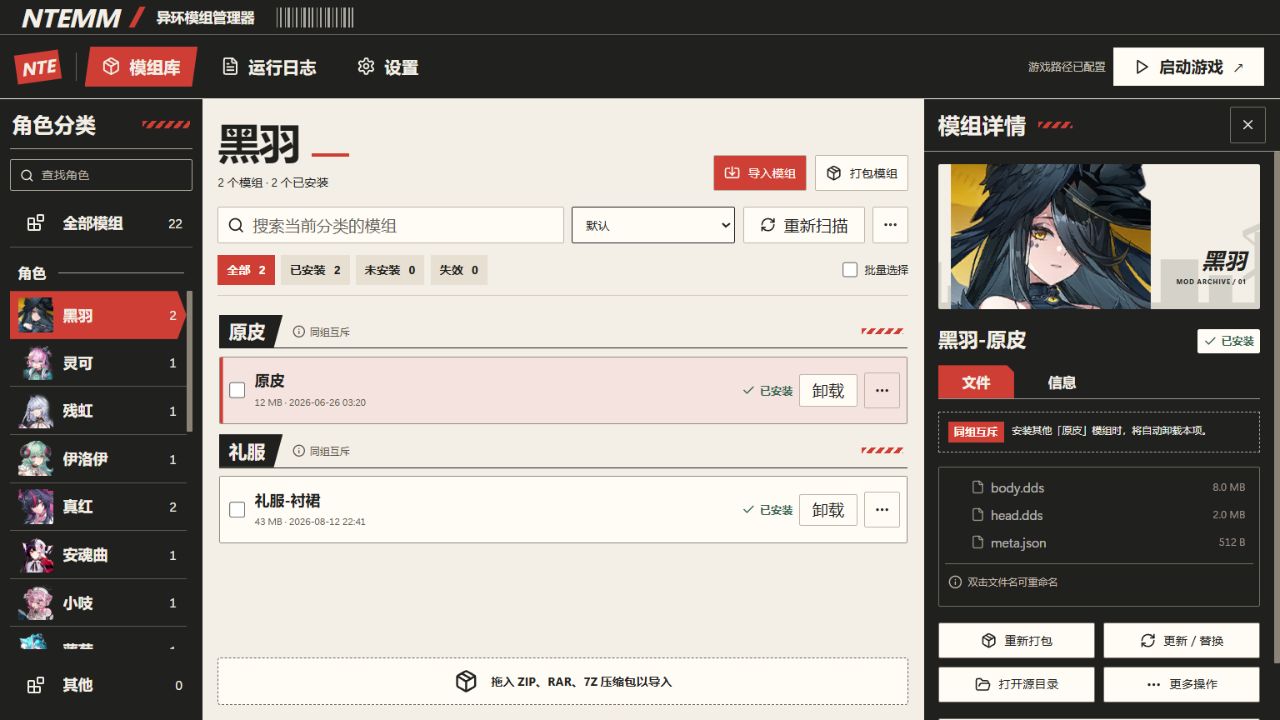 NTEMM 异环模组管理器
NTE 模组库 运行日志 设置 游戏路径已配置 启动游戏 ↗
角色分类
查找角色
全部模组 22
角色
黑羽 2
灵可 1
残虹 1
伊洛伊 1
真红 2
安魂曲 1
小吱 1
其他 0
黑羽
2 个模组 · 2 个已安装
导入模组 打包模组
搜索当前分类的模组 默认 重新扫描 ···
全部 2 已安装 2 未安装 0 失效 0 批量选择
原皮 同组互斥
原皮
12 MB · 2026-06-26 03:20
已安装 卸载 ···
礼服 同组互斥
礼服-衬裙
43 MB · 2026-08-12 22:41
已安装 卸载 ···
拖入 ZIP、RAR、7Z 压缩包以导入
模组详情
黑羽
MOD ARCHIVE / 01
黑羽-原皮 已安装
文件 信息
同组互斥 安装其他「原皮」模组时，将自动卸载本项。
body.dds 8.0 MB
head.dds 2.0 MB
meta.json 512 B
双击文件名可重命名
重新打包 更新 / 替换
打开源目录 ··· 更多操作